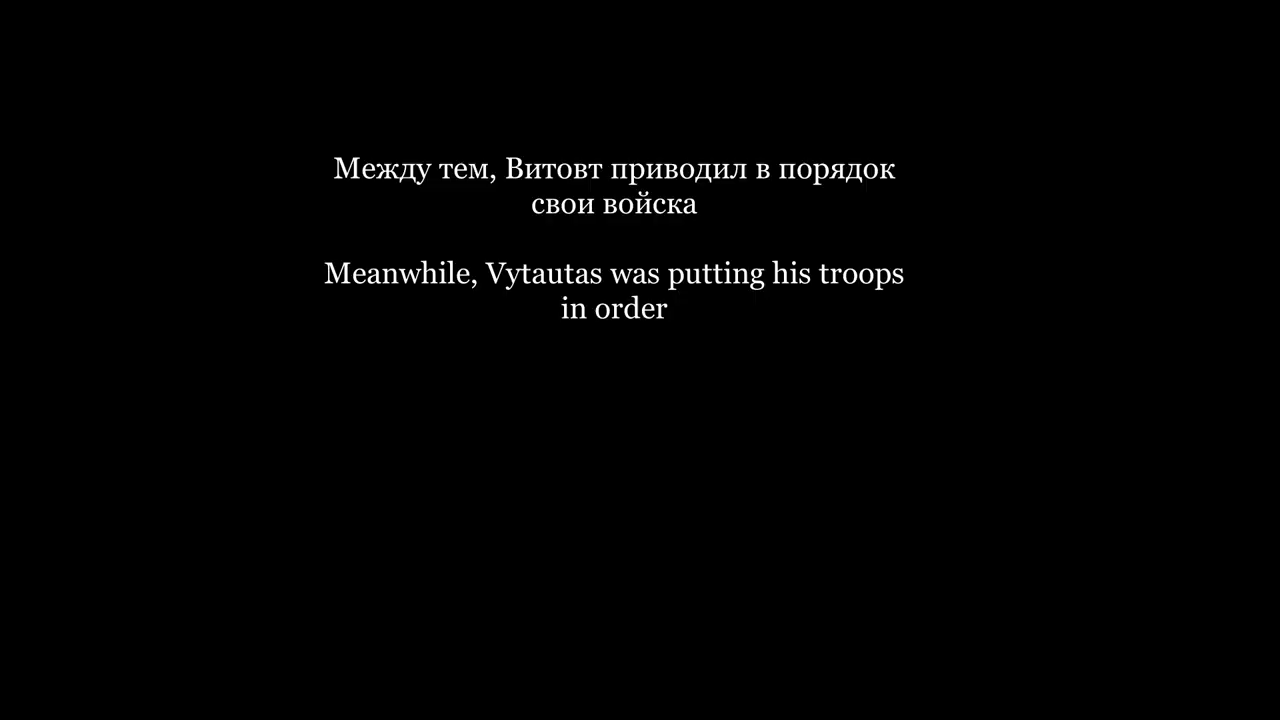 Между тем, Витовт приводил в порядок
свои войска
Meanwhile, Vytautas was putting his troops
in order